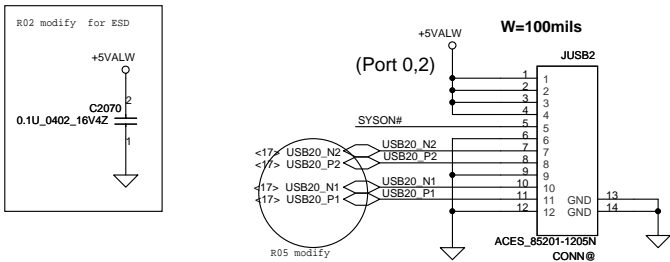 R02 modify for ESD
+5VALW
2
C2070
0.1U_0402_16V4Z
1
W=100mils
+5VALW
JUSB2
(Port 0,2)
1 1
2 2
3 3
4 4
SYSON# 5 5
6 6
<17> USB20_N2 USB20_N2 7 7
<17> USB20_P2 USB20_P2 8 8
9 9
<17> USB20_N1 USB20_N1 10 10
<17> USB20_P1 USB20_P1 11 11 GND 13
12 12 GND 14
R05 modify
ACES_85201-1205N
CONN@